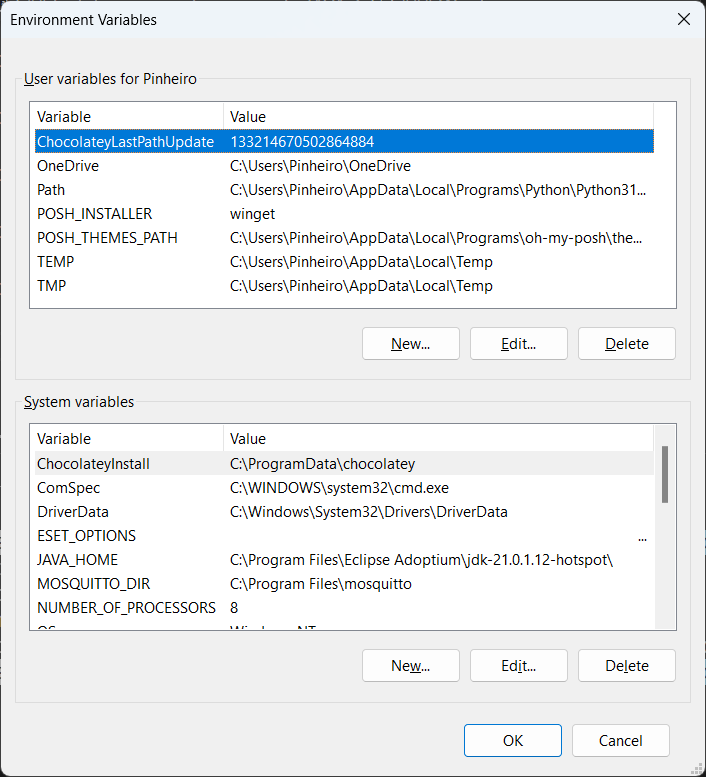 Environment Variables
User variables for Pinheiro
Variable Value
ChocolateyLastPathUpdate 133214670502864884
OneDrive C:\Users\Pinheiro\OneDrive
Path C:\Users\Pinheiro\AppData\Local\Programs\Python\Python31...
POSH_INSTALLER winget
POSH_THEMES_PATH C:\Users\Pinheiro\AppData\Local\Programs\oh-my-posh\the...
TEMP C:\Users\Pinheiro\AppData\Local\Temp
TMP C:\Users\Pinheiro\AppData\Local\Temp
New... Edit... Delete
System variables
Variable Value
ChocolateyInstall C:\ProgramData\chocolatey
ComSpec C:\WINDOWS\system32\cmd.exe
DriverData C:\Windows\System32\Drivers\DriverData
ESET_OPTIONS ...
JAVA_HOME C:\Program Files\Eclipse Adoptium\jdk-21.0.1.12-hotspot\
MOSQUITTO_DIR C:\Program Files\mosquitto
NUMBER_OF_PROCESSORS 8
OS Windows_NT
New... Edit... Delete
OK Cancel